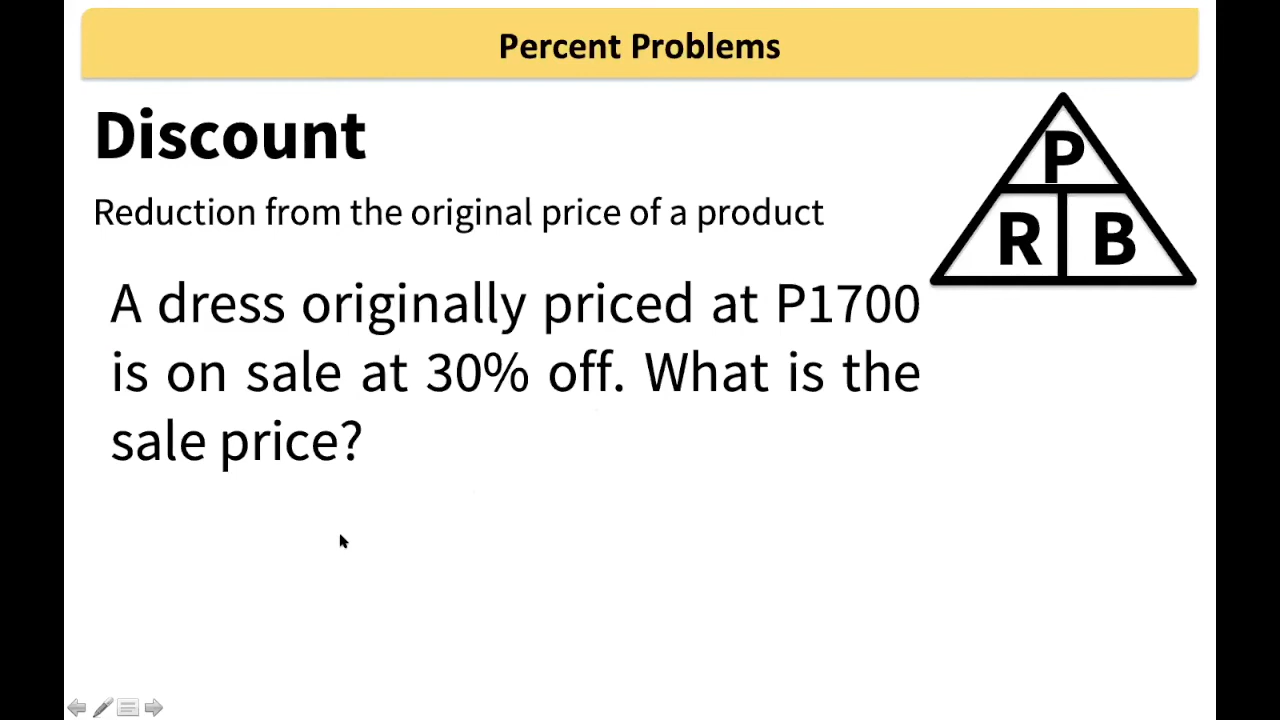 Percent Problems
Discount
Reduction from the original price of a product
P
R B
A dress originally priced at P1700
is on sale at 30% off. What is the
sale price?